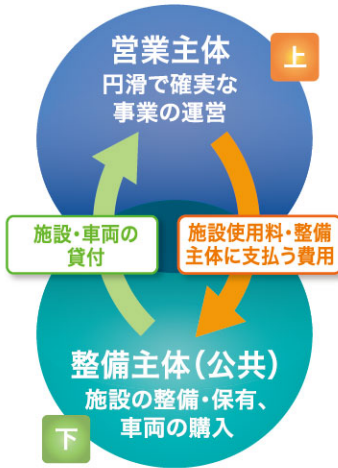 営業主体
上
円滑で確実な
事業の運営
施設・車両の
貸付
施設使用料・整備
主体に支払う費用
整備主体(公共)
施設の整備・保有、
車両の購入
下